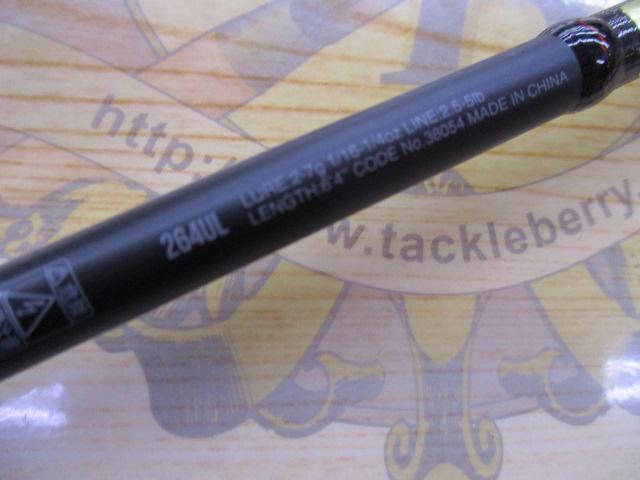 264UL
LURE:2-7g 1/16-1/4oz LINE:2.5-5lb
LENGTH:6'4" CODE No.38054 MADE IN CHINA
http:
w.tackleberry.